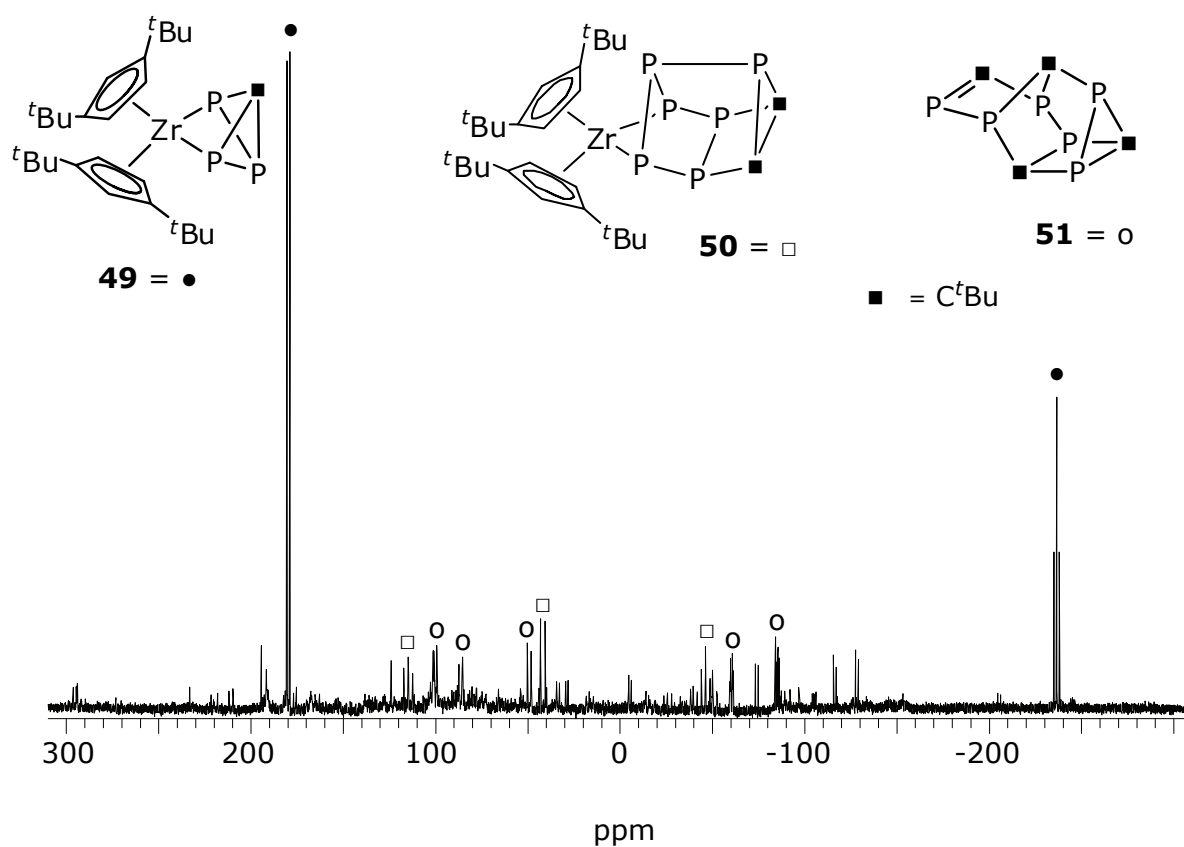 ᵗBu
ᵗBu
ᵗBu
ᵗBu
Zr
P
P
P
49 = ●
ᵗBu
ᵗBu
ᵗBu
ᵗBu
Zr
P
P
P
P
P
P
50 = □
P
P
P
P
P
P
51 = o
■ = CᵗBu
●
●
□
o
o
o
□
□
o
o
300
200
100
0
-100
-200
ppm